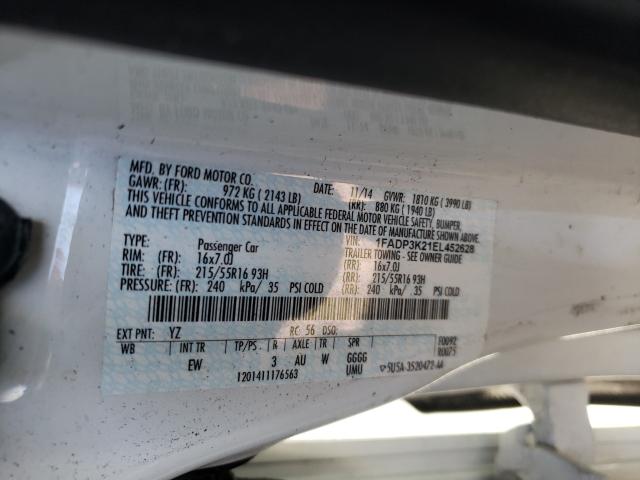 MFD. BY FORD MOTOR CO.
DATE: 11/14 GVWR: 1810 KG (3990 LB)
GAWR: (FR): 972 KG (2143 LB) (RR): 880 KG (1940 LB)
THIS VEHICLE CONFORMS TO ALL APPLICABLE FEDERAL MOTOR VEHICLE SAFETY, BUMPER,
AND THEFT PREVENTION STANDARDS IN EFFECT ON THE DATE OF MANUFACTURE SHOWN ABOVE.
VIN: 1FADP3K21EL452628
TYPE: Passenger Car TRAILER TOWING - SEE OWNER GUIDE
RIM: (FR): 16x7.0J (RR): 16x7.0J
TIRE: (FR): 215/55R16 93H (RR): 215/55R16 93H
PRESSURE: (FR): 240 kPa/ 35 PSI COLD (RR): 240 kPa/ 35 PSI COLD
EXT PNT: YZ RC: 56 DSO: F0092
WB INT TR TP/PS R AXLE TR SPR R0075
EW 3 AU W GGGG
UMU
1201411176563 5U5A-3520472-AA